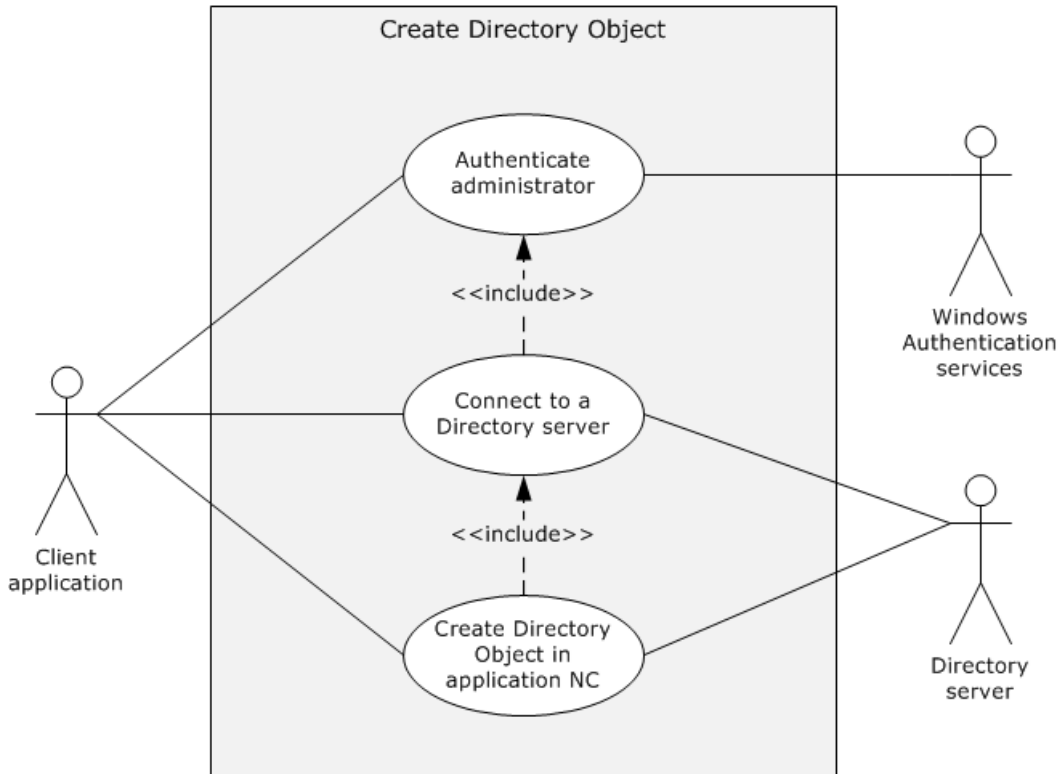 Create Directory Object
Authenticate
administrator
<<include>>
Windows
Authentication
services
Connect to a
Directory server
Client
application
<<include>>
Create Directory
Object in
application NC
Directory
server